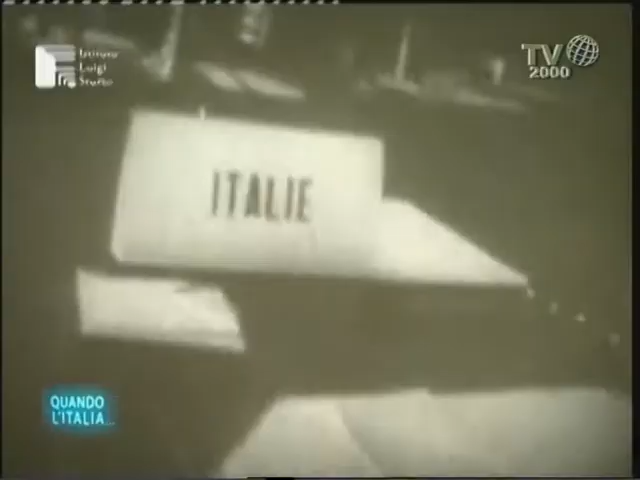 Istituto
Luigi
Sturzo
TV
2000
ITALIE
QUANDO
L'ITALIA...